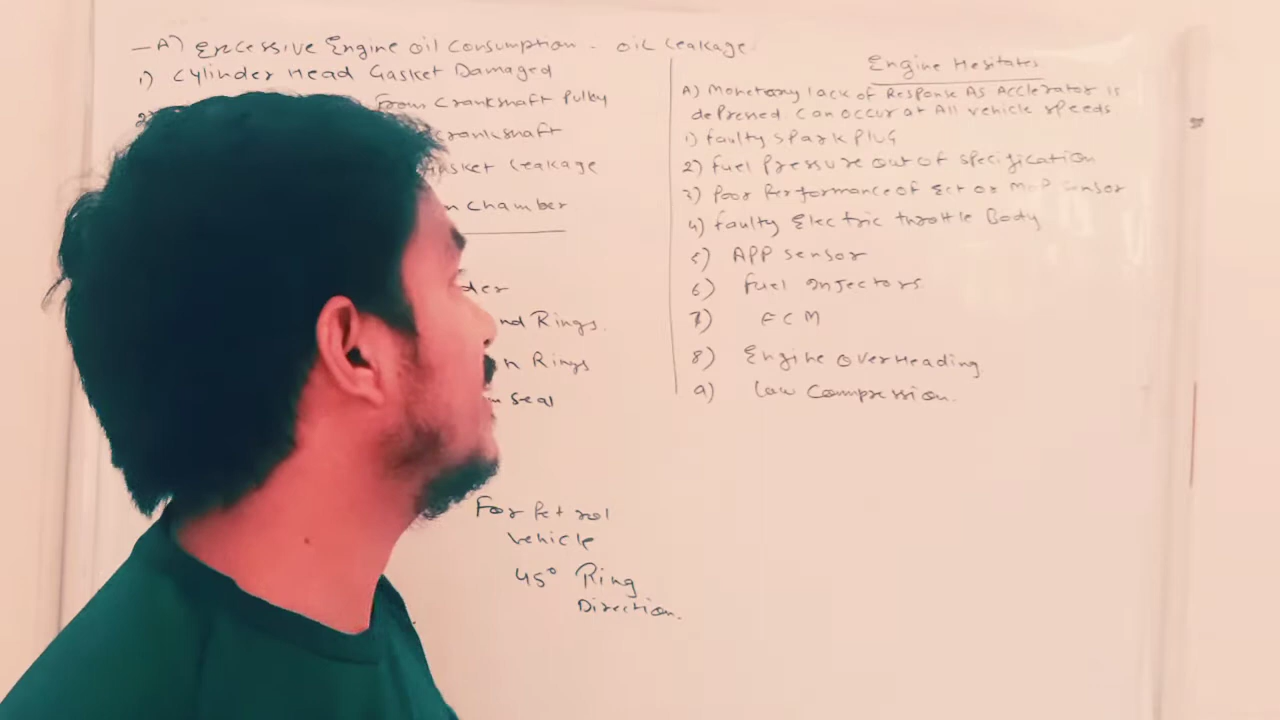 A) Excessive Engine oil Consumption - oil leakage.
1) Cylinder Head Gasket Damaged
2) From Crankshaft Pulley
crankshaft
Gasket Leakage
Chamber
nd Rings.
Rings
Seal
For Petrol
Vehicle
45° Ring
Direction.
Engine Hesitates
A) Monetory lack of Response As Acclerator is
depressed. Can occur at All vehicle speeds
1) faulty spark plug
2) fuel Pressure out of specification
3) Poor Performance of Ect or MAP sensor
4) faulty Electric throttle Body
5) APP sensor
6) fuel Injectors
7) ECM
8) Engine OverHeading
9) Low Compression.